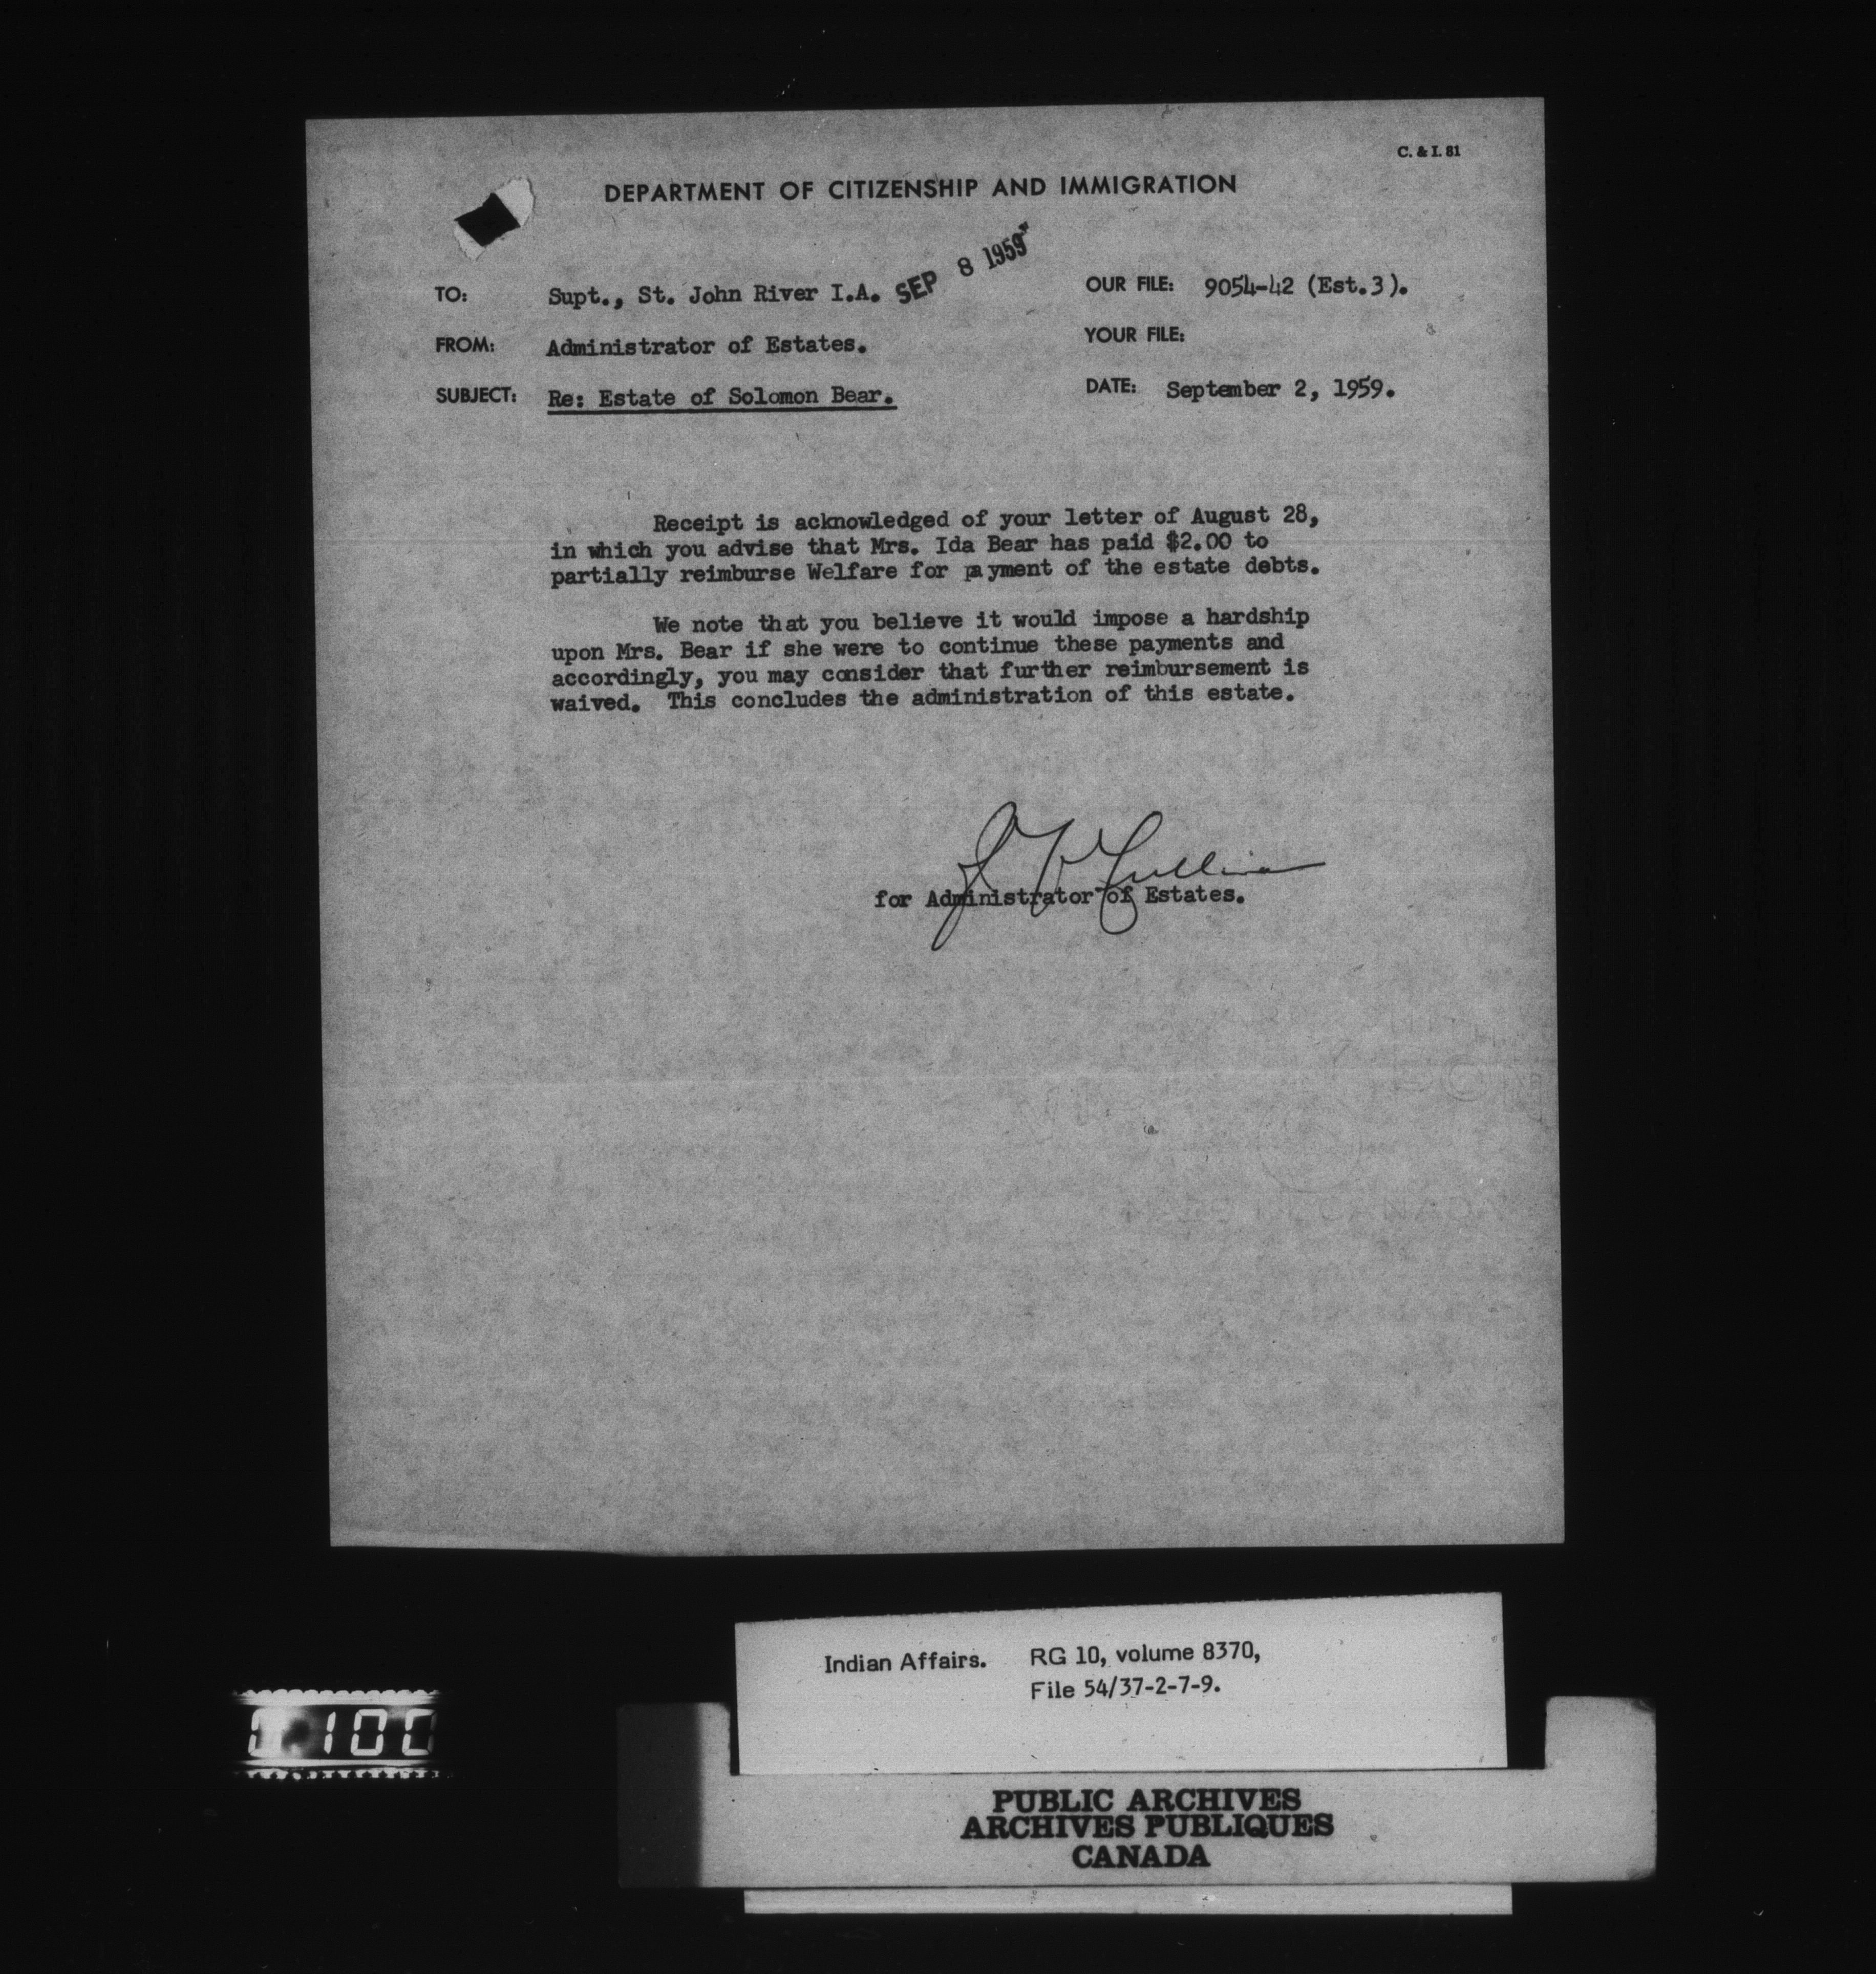 C. & I. 81
DEPARTMENT OF CITIZENSHIP AND IMMIGRATION
SEP 8 1959
TO: Supt., St. John River I.A.
OUR FILE: 9054-42 (Est.3).
FROM: Administrator of Estates.
YOUR FILE:
SUBJECT: Re: Estate of Solomon Bear.
DATE: September 2, 1959.
Receipt is acknowledged of your letter of August 28,
in which you advise that Mrs. Ida Bear has paid $2.00 to
partially reimburse Welfare for payment of the estate debts.
We note that you believe it would impose a hardship
upon Mrs. Bear if she were to continue these payments and
accordingly, you may consider that further reimbursement is
waived. This concludes the administration of this estate.
for Administrator of Estates.
Indian Affairs. RG 10, volume 8370,
File 54/37-2-7-9.
PUBLIC ARCHIVES
ARCHIVES PUBLIQUES
CANADA